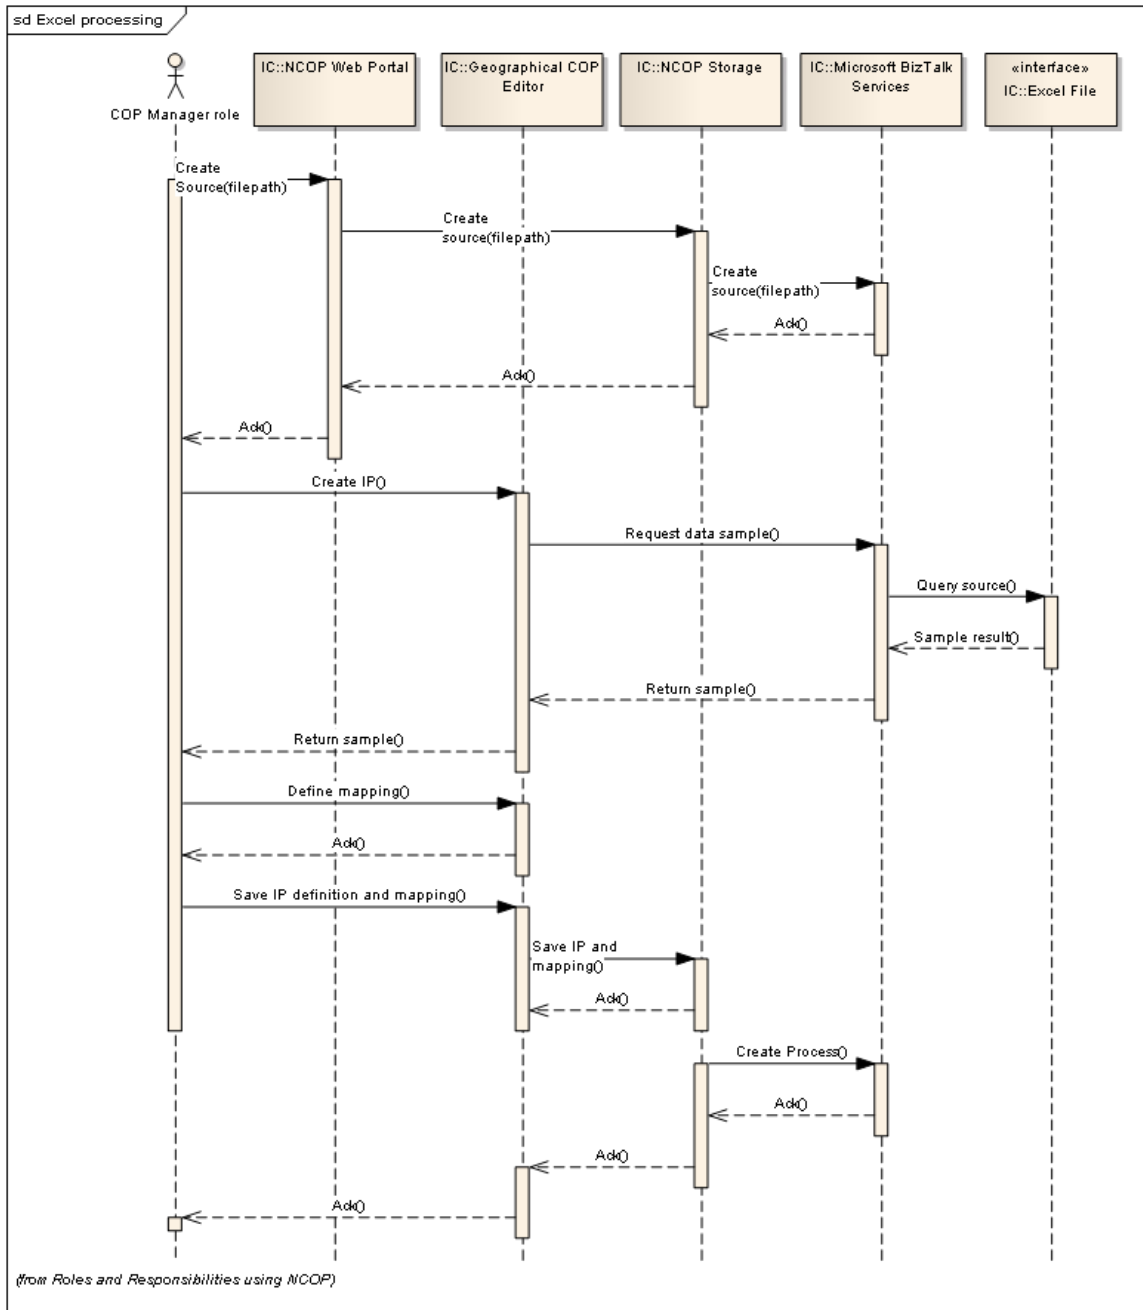 sd Excel processing
COP Manager role
IC::NCOP Web Portal
IC::Geographical COP
Editor
IC::NCOP Storage
IC::Microsoft BizTalk
Services
«interface»
IC::Excel File
Create
Source(filepath)
Create
source(filepath)
Create
source(filepath)
Ack()
Ack()
Ack()
Create IP()
Request data sample()
Query source()
Sample result()
Return sample()
Return sample()
Define mapping()
Ack()
Save IP definition and mapping()
Save IP and
mapping()
Ack()
Create Process()
Ack()
Ack()
Ack()
(from Roles and Responsibilities using NCOP)